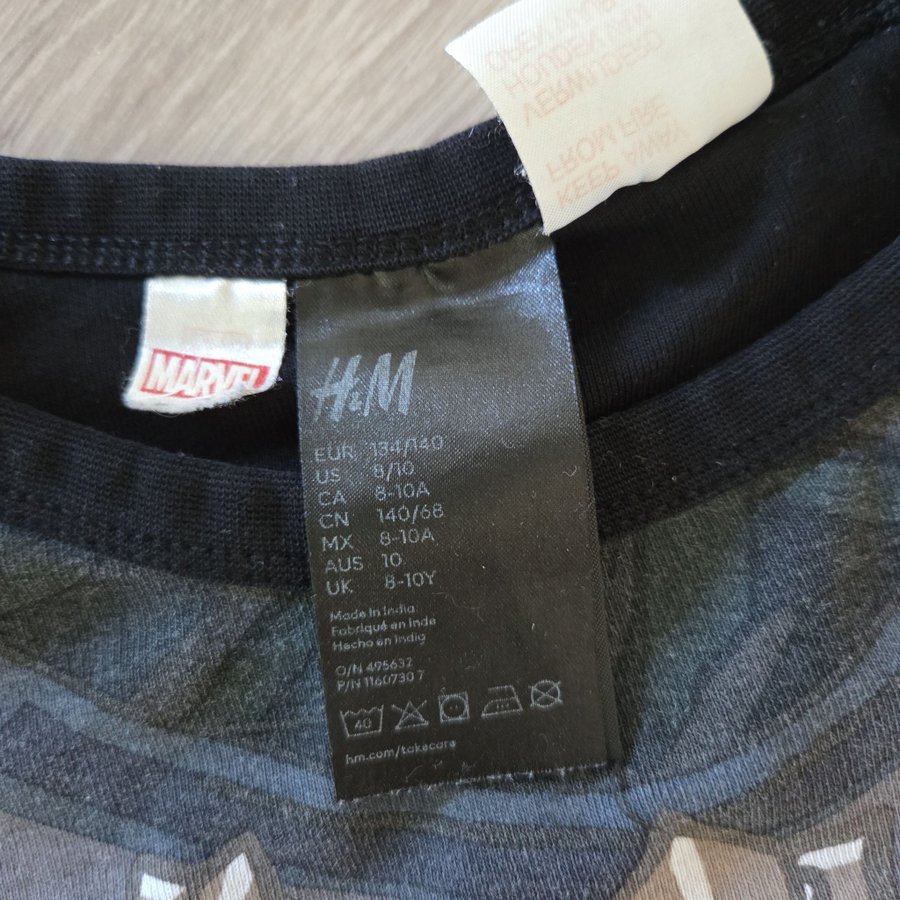 KEEP AWAY
FROM FIRE
HOUDEN VAN
MARVEL
H&M
EUR 134/140
US 8/10
CA 8-10A
CN 140/68
MX 8-10A
AUS 10
UK 8-10Y
Made in India
Fabriqué en Inde
Hecho en India
O/N 495632
P/N 1160730 7
40
hm.com/takecare